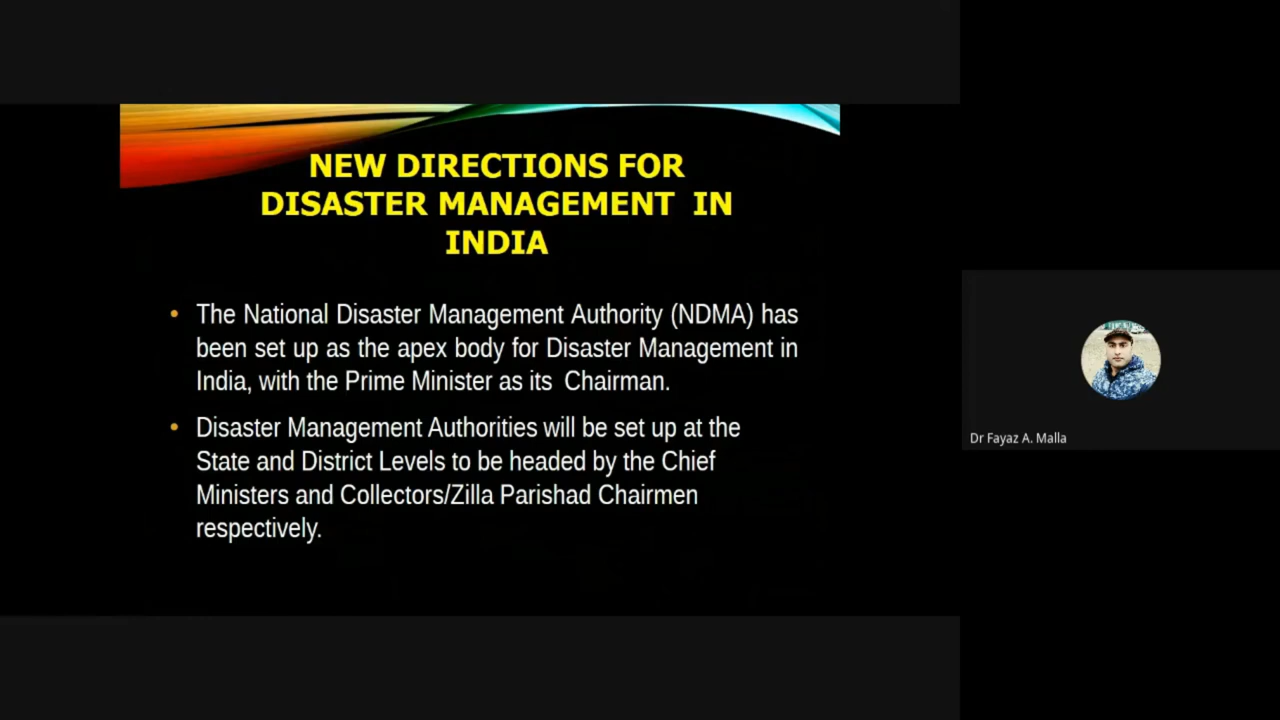 NEW DIRECTIONS FOR
DISASTER MANAGEMENT IN
INDIA
• The National Disaster Management Authority (NDMA) has
been set up as the apex body for Disaster Management in
India, with the Prime Minister as its Chairman.
• Disaster Management Authorities will be set up at the
State and District Levels to be headed by the Chief
Ministers and Collectors/Zilla Parishad Chairmen
respectively.
Dr Fayaz A. Malla